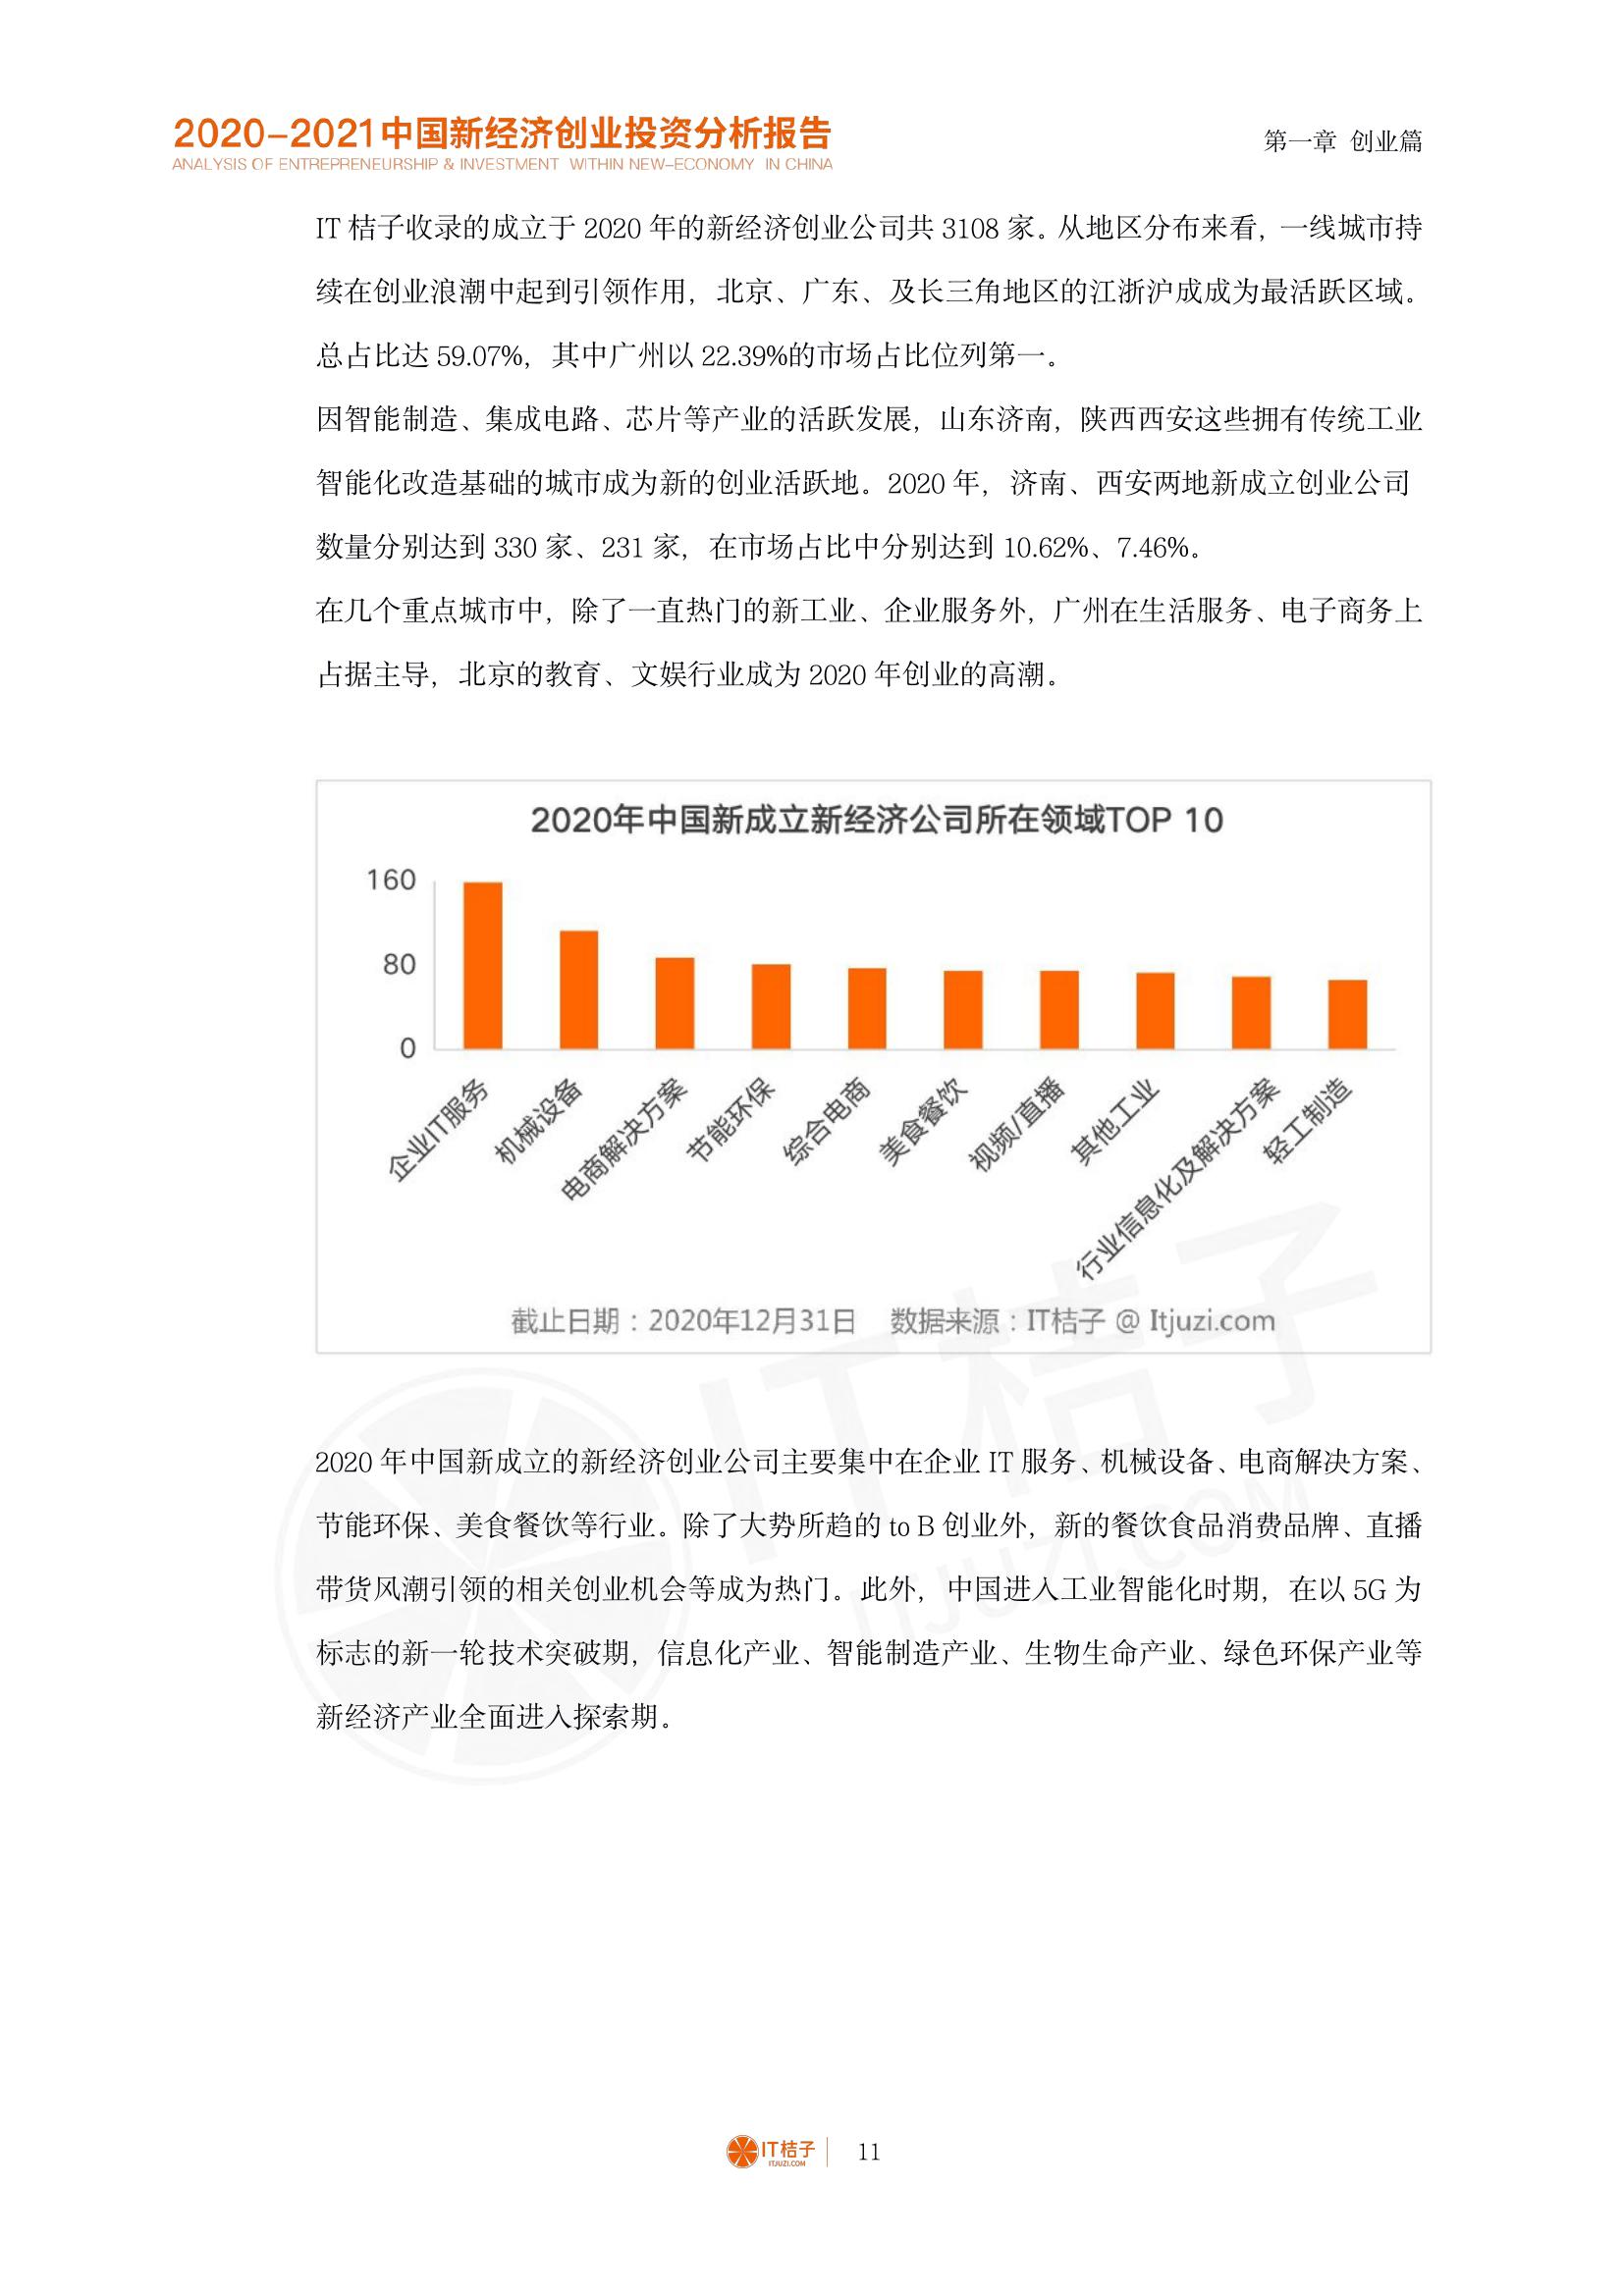 2020-2021中国新经济创业投资分析报告
ANALYSIS OF ENTREPRENEURSHIP & INVESTMENT WITHIN NEW-ECONOMY IN CHINA
第一章 创业篇
IT 桔子收录的成立于 2020 年的新经济创业公司共 3108 家。从地区分布来看，一线城市持
续在创业浪潮中起到引领作用，北京、广东、及长三角地区的江浙沪成成为最活跃区域。
总占比达 59.07%，其中广州以 22.39%的市场占比位列第一。
因智能制造、集成电路、芯片等产业的活跃发展，山东济南，陕西西安这些拥有传统工业
智能化改造基础的城市成为新的创业活跃地。2020 年，济南、西安两地新成立创业公司
数量分别达到 330 家、231 家，在市场占比中分别达到 10.62%、7.46%。
在几个重点城市中，除了一直热门的新工业、企业服务外，广州在生活服务、电子商务上
占据主导，北京的教育、文娱行业成为 2020 年创业的高潮。
2020年中国新成立新经济公司所在领域TOP 10
160
80
0
企业IT服务
机械设备
电商解决方案
节能环保
综合电商
美食餐饮
视频/直播
其他工业
行业信息化及解决方案
轻工制造
截止日期：2020年12月31日 数据来源：IT桔子 @ Itjuzi.com
IT桔子
ITJUZI.COM
2020 年中国新成立的新经济创业公司主要集中在企业 IT 服务、机械设备、电商解决方案、
节能环保、美食餐饮等行业。除了大势所趋的 to B 创业外，新的餐饮食品消费品牌、直播
带货风潮引领的相关创业机会等成为热门。此外，中国进入工业智能化时期，在以 5G 为
标志的新一轮技术突破期，信息化产业、智能制造产业、生物生命产业、绿色环保产业等
新经济产业全面进入探索期。
IT桔子
ITJUZI.COM
11